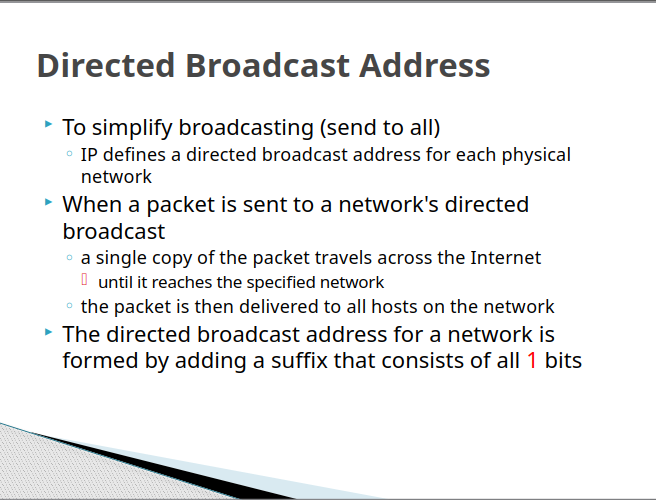 Directed Broadcast Address
To simplify broadcasting (send to all)
IP defines a directed broadcast address for each physical
network
When a packet is sent to a network's directed
broadcast
a single copy of the packet travels across the Internet
until it reaches the specified network
the packet is then delivered to all hosts on the network
The directed broadcast address for a network is
formed by adding a suffix that consists of all 1 bits